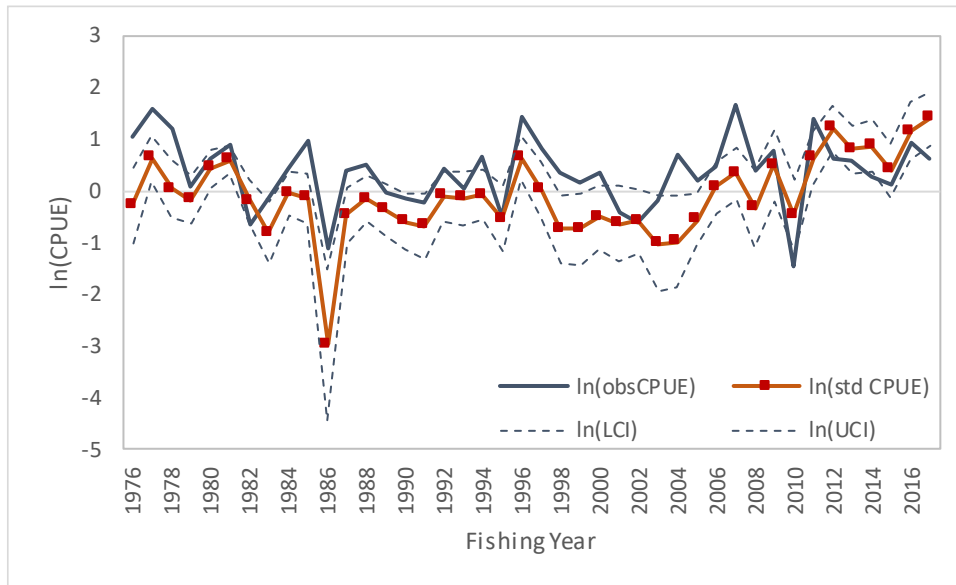 3
2
1
0
-1
-2
-3
-4
-5
ln(CPUE)
ln(obsCPUE) ln(std CPUE)
ln(LCI) ln(UCI)
1976 1978 1980 1982 1984 1986 1988 1990 1992 1994 1996 1998 2000 2002 2004 2006 2008 2010 2012 2014 2016
Fishing Year